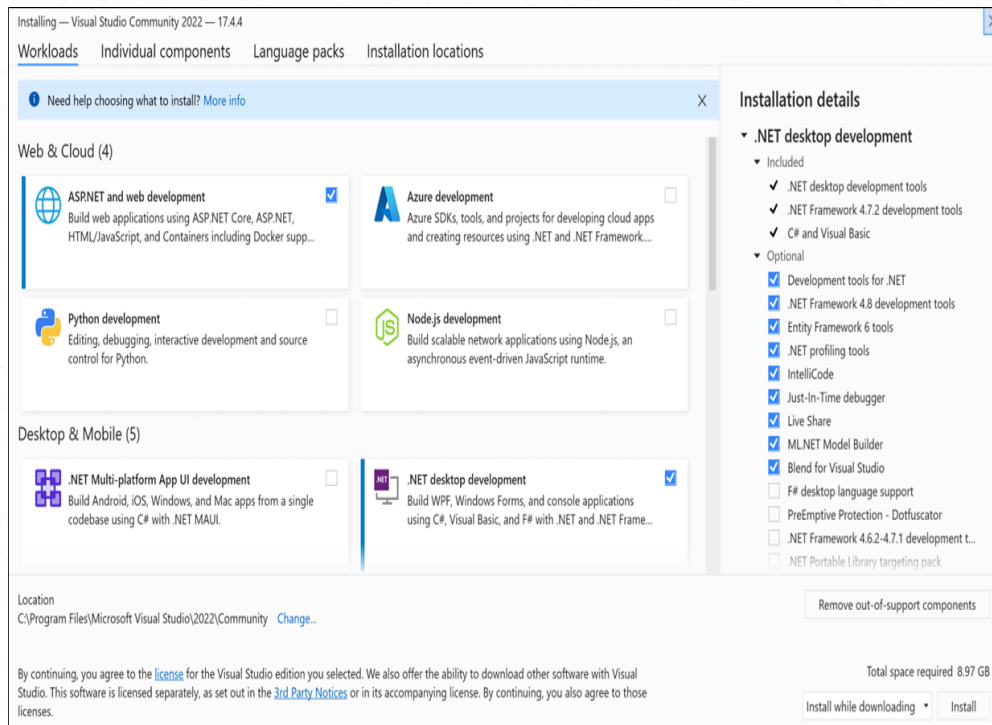 Installing — Visual Studio Community 2022 — 17.4.4
Workloads
Individual components
Language packs
Installation locations
Need help choosing what to install? More info
Web & Cloud (4)
ASP.NET and web development
Build web applications using ASP.NET Core, ASP.NET,
HTML/JavaScript, and Containers including Docker supp...
Azure development
Azure SDKs, tools, and projects for developing cloud apps
and creating resources using .NET and .NET Framework....
Python development
Editing, debugging, interactive development and source
control for Python.
Node.js development
Build scalable network applications using Node.js, an
asynchronous event-driven JavaScript runtime.
Desktop & Mobile (5)
.NET Multi-platform App UI development
Build Android, iOS, Windows, and Mac apps from a single
codebase using C# with .NET MAUI.
.NET desktop development
Build WPF, Windows Forms, and console applications
using C#, Visual Basic, and F# with .NET and .NET Frame...
Installation details
.NET desktop development
Included
.NET desktop development tools
.NET Framework 4.7.2 development tools
C# and Visual Basic
Optional
Development tools for .NET
.NET Framework 4.8 development tools
Entity Framework 6 tools
.NET profiling tools
IntelliCode
Just-In-Time debugger
Live Share
ML.NET Model Builder
Blend for Visual Studio
F# desktop language support
PreEmptive Protection - Dotfuscator
.NET Framework 4.6.2-4.7.1 development t...
.NET Portable Library targeting pack
Location
C:\Program Files\Microsoft Visual Studio\2022\Community Change...
Remove out-of-support components
By continuing, you agree to the license for the Visual Studio edition you selected. We also offer the ability to download other software with Visual
Studio. This software is licensed separately, as set out in the 3rd Party Notices or in its accompanying license. By continuing, you also agree to those
licenses.
Total space required 8.97 GB
Install while downloading
Install